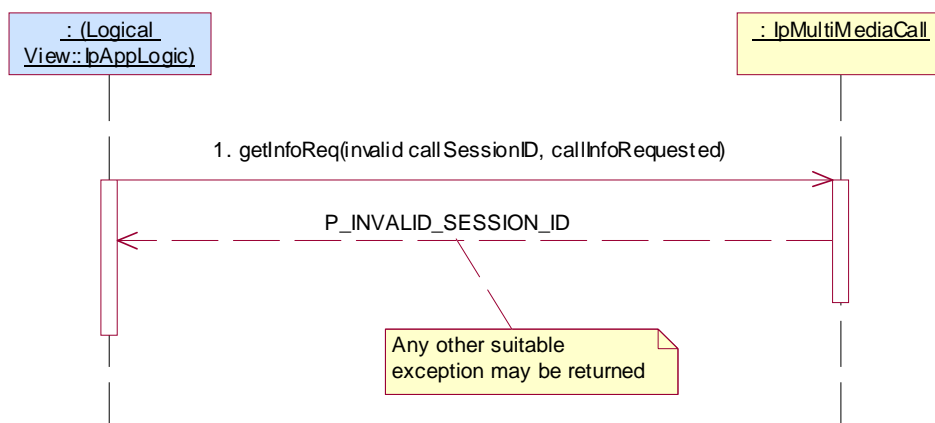 : (Logical
View::IpAppLogic)
: IpMultiMediaCall
1. getInfoReq(invalid callSessionID, callInfoRequested)
P_INVALID_SESSION_ID
Any other suitable
exception may be returned